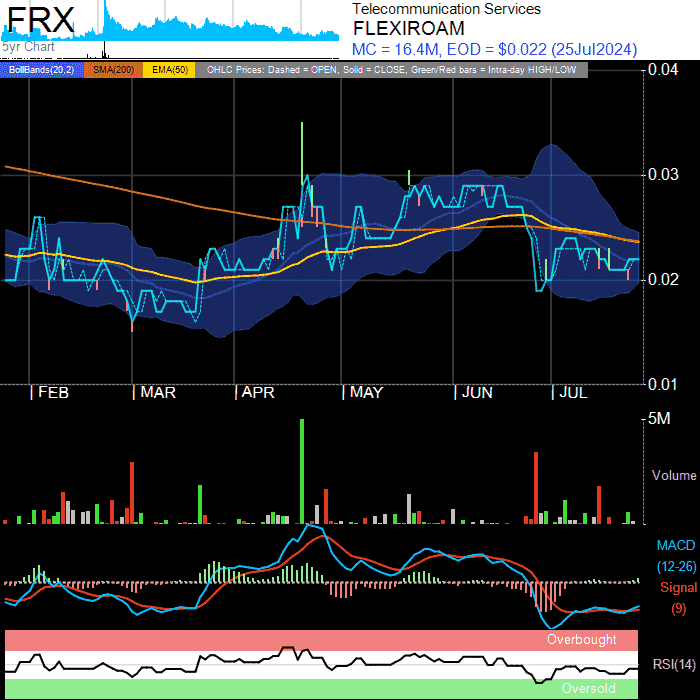 FRX
5yr Chart
Telecommunication Services
FLEXIROAM
MC = 16.4M, EOD = $0.022 (25Jul2024)
BollBands(20,2) SMA(200) EMA(50) OHLC Prices: Dashed = OPEN, Solid = CLOSE, Green/Red bars = Intra-day HIGH/LOW
0.04
0.03
0.02
0.01
FEB MAR APR MAY JUN JUL
5M
Volume
MACD
(12-26)
Signal
(9)
Overbought
RSI(14)
Oversold